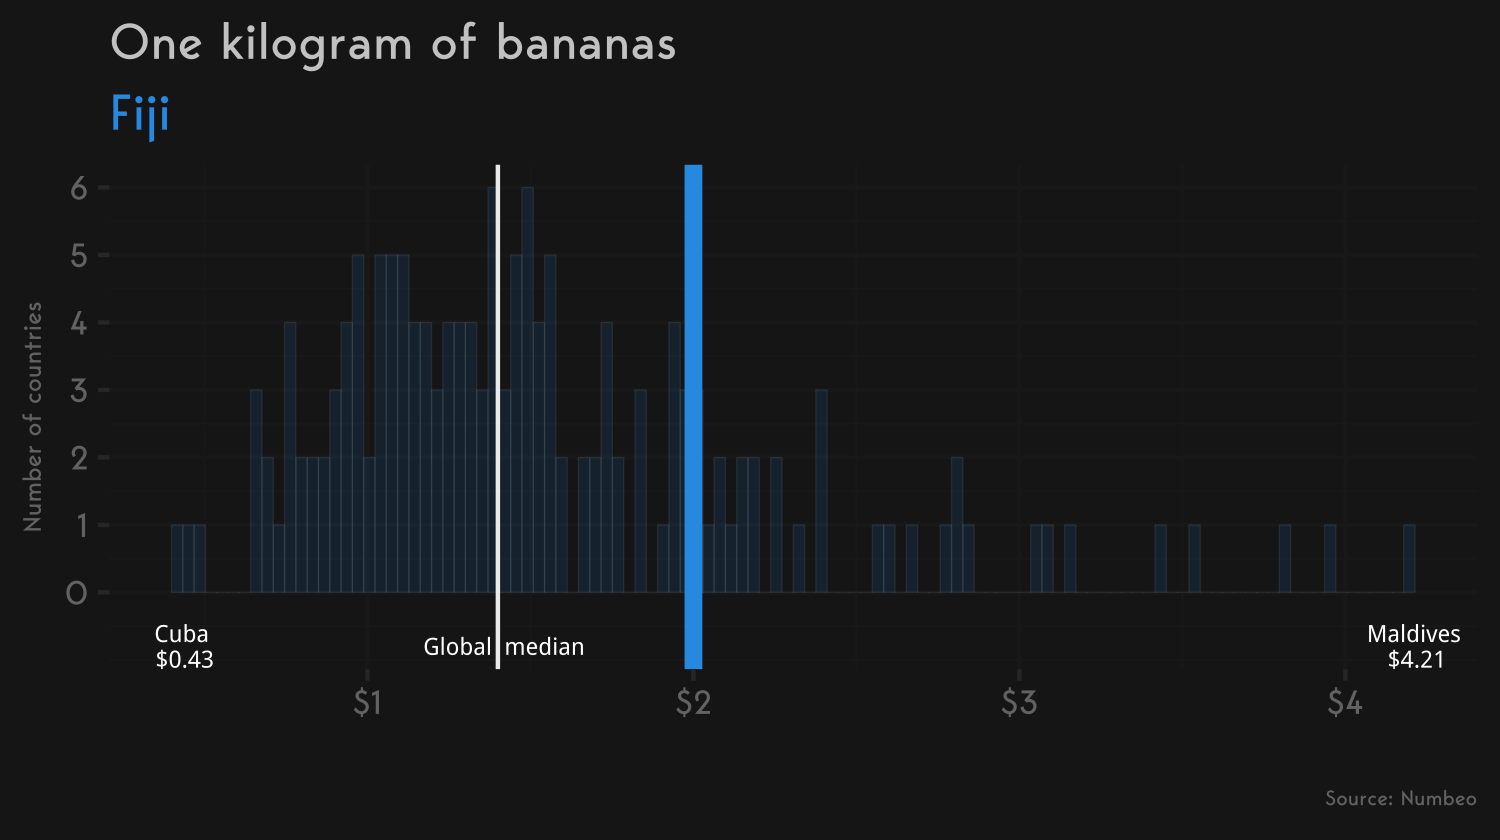 One kilogram of bananas
Fiji
Number of countries
6
5
4
3
2
1
0
Cuba
$0.43
Global median
Maldives
$4.21
$1
$2
$3
$4
Source: Numbeo